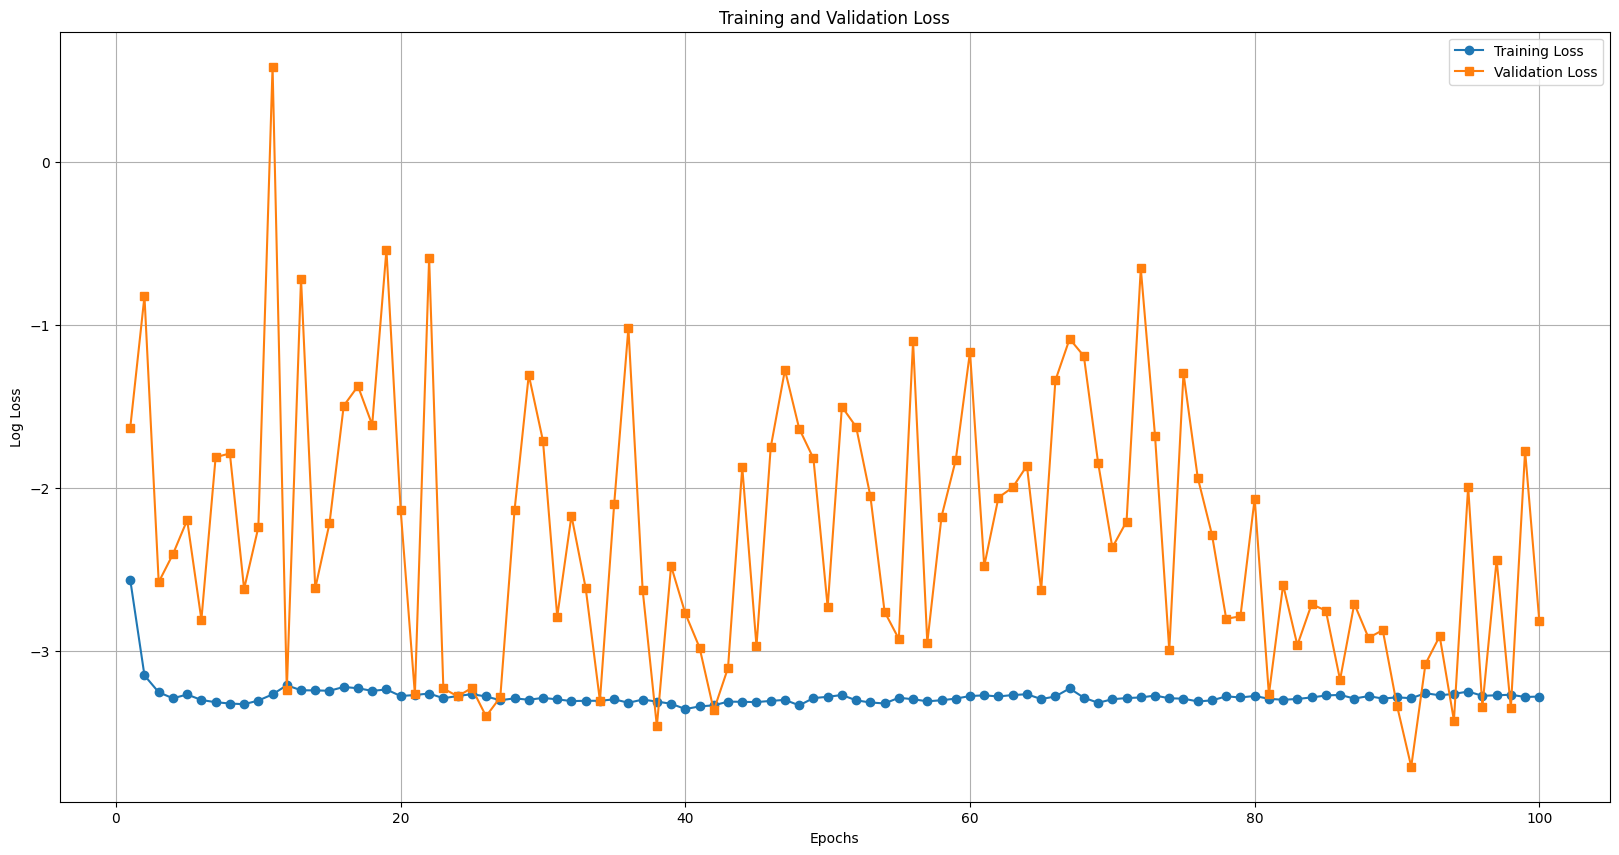 Training and Validation Loss
Training Loss
Validation Loss
Log Loss
0
−1
−2
−3
0
20
40
60
80
100
Epochs